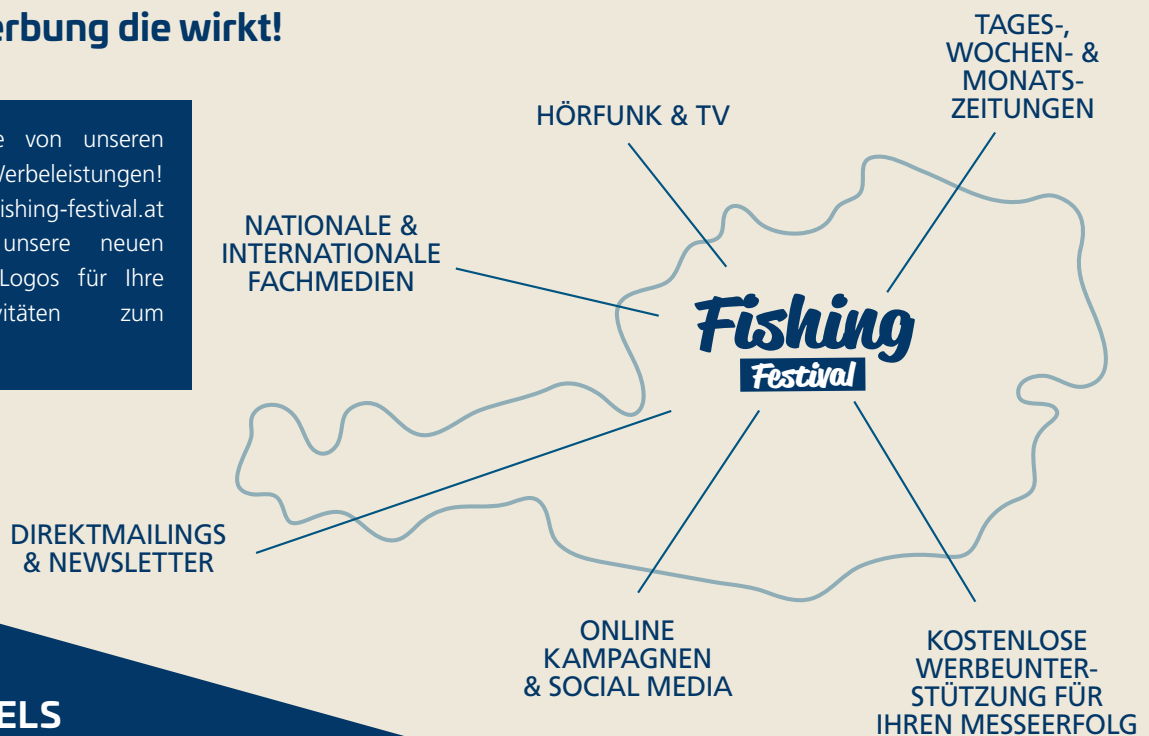 erbung die wirkt!
e von unseren
Werbeleistungen!
ishing-festival.at
unsere neuen
Logos für Ihre
vitäten zum
TAGES-,
WOCHEN- &
MONATS-
ZEITUNGEN
HÖRFUNK & TV
NATIONALE &
INTERNATIONALE
FACHMEDIEN
Fishing
Festival
DIREKTMAILINGS
& NEWSLETTER
ONLINE
KAMPAGNEN
& SOCIAL MEDIA
KOSTENLOSE
WERBEUNTER-
STÜTZUNG FÜR
IHREN MESSEERFOLG
ELS